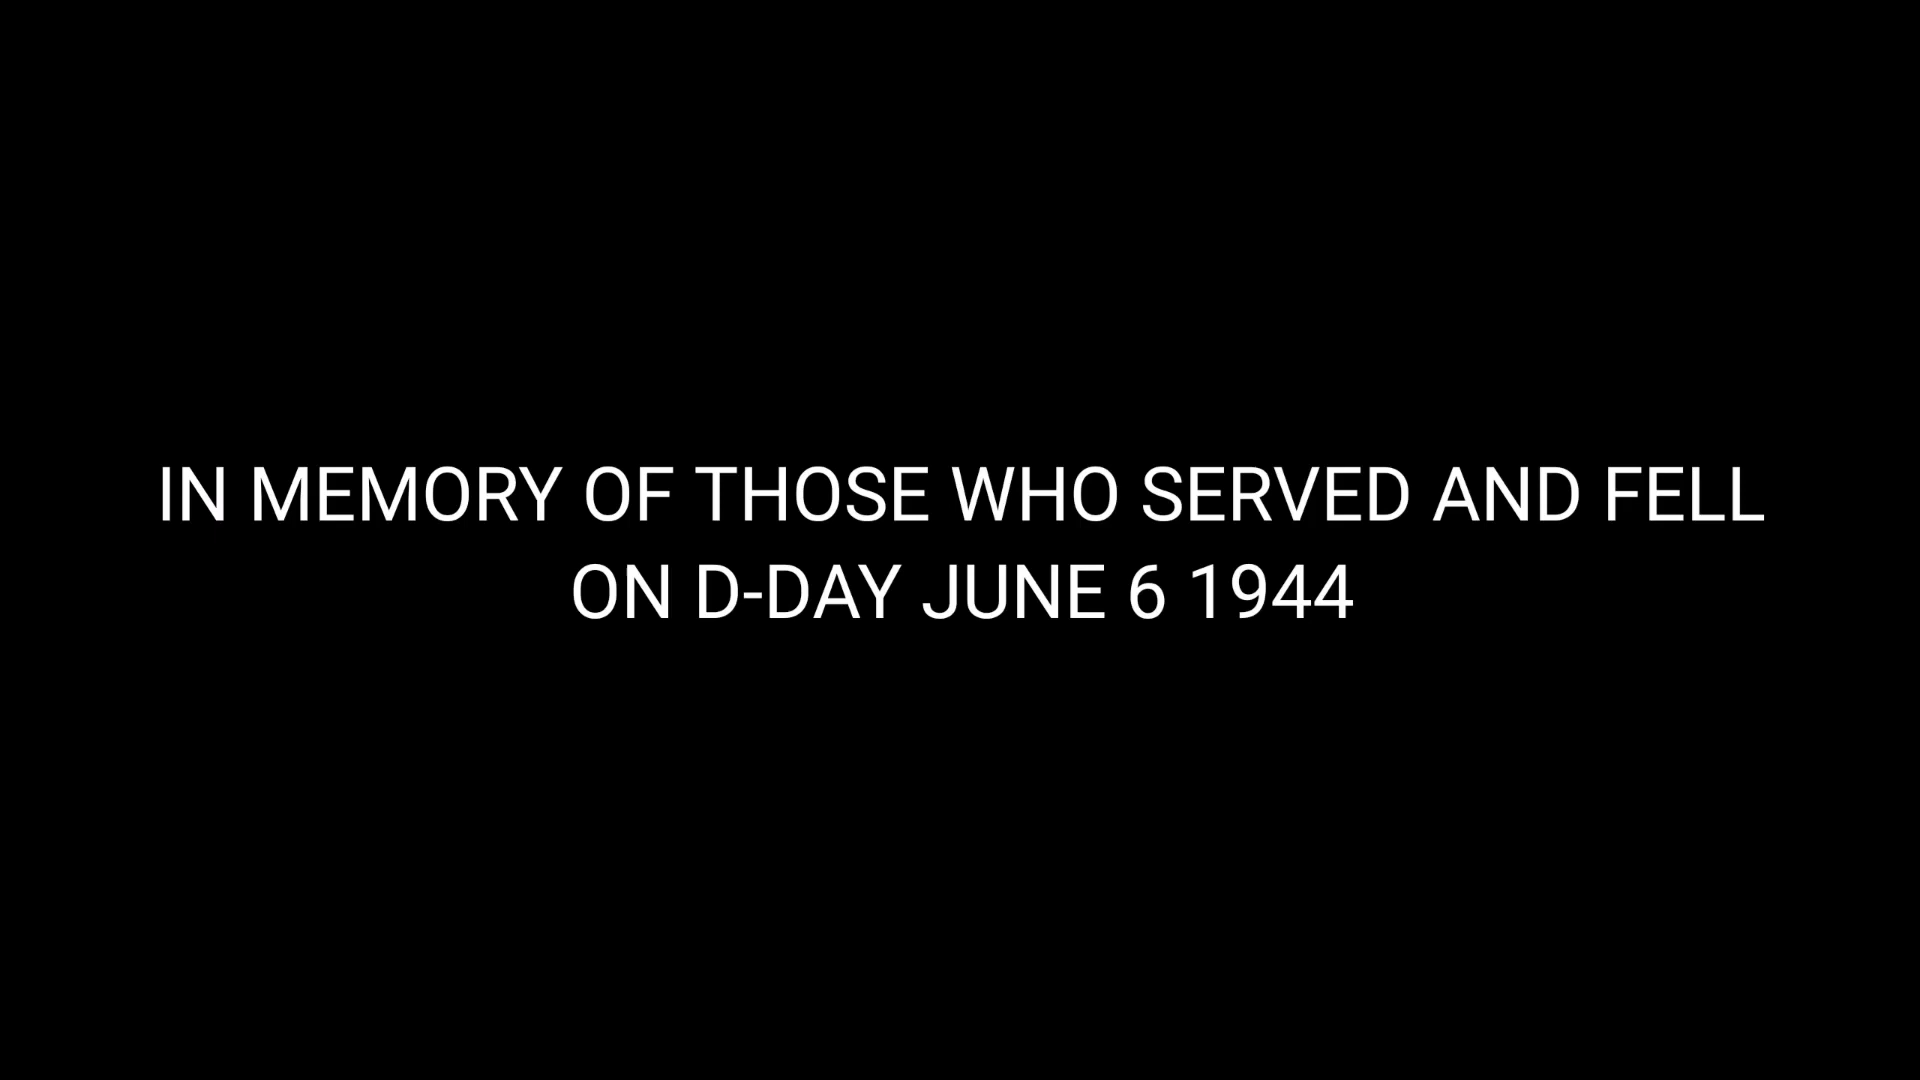 IN MEMORY OF THOSE WHO SERVED AND FELL
ON D-DAY JUNE 6 1944